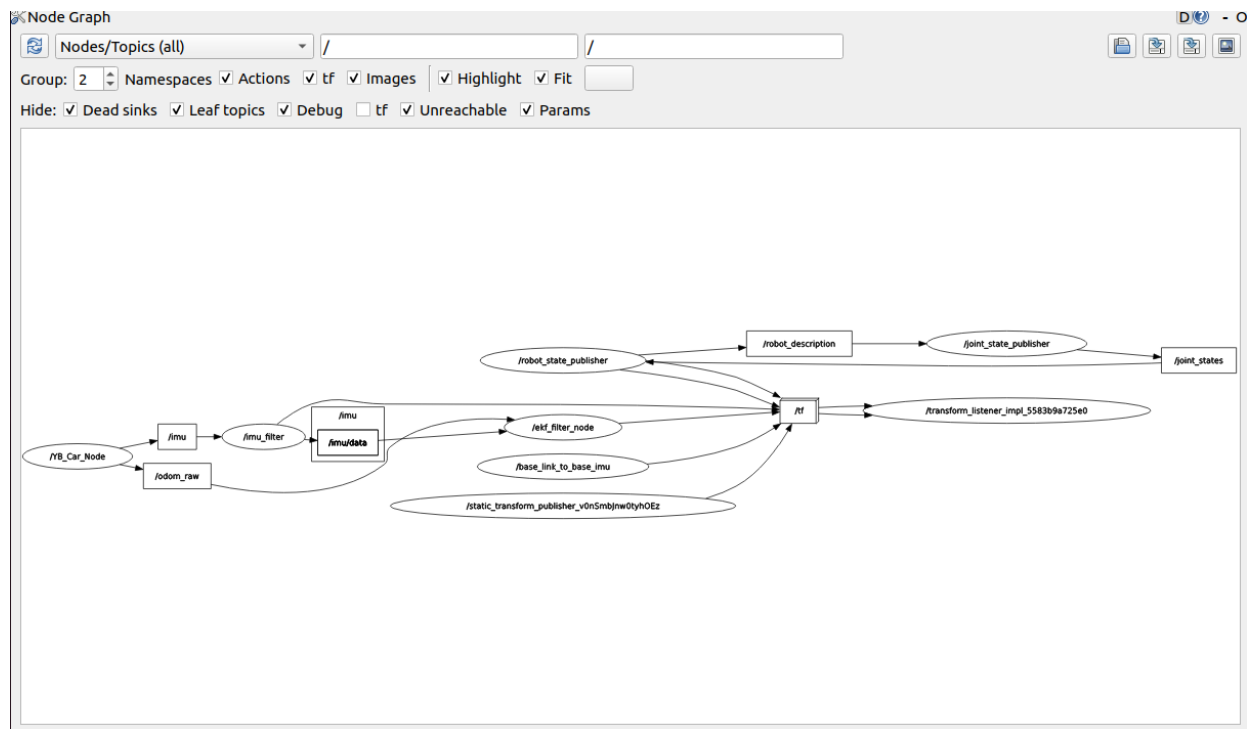 Node Graph
D - O
Nodes/Topics (all) / /
Group: 2 Namespaces Actions tf Images Highlight Fit
Hide: Dead sinks Leaf topics Debug tf Unreachable Params
/robot_description
/joint_state_publisher
/robot_state_publisher
/joint_states
/imu
/tf
/transform_listener_impl_5583b9a725e0
/imu
/imu_filter
/imu/data
/ekf_filter_node
/YB_Car_Node
/base_link_to_base_imu
/odom_raw
/static_transform_publisher_v0nSmbJnw0tyhOEz